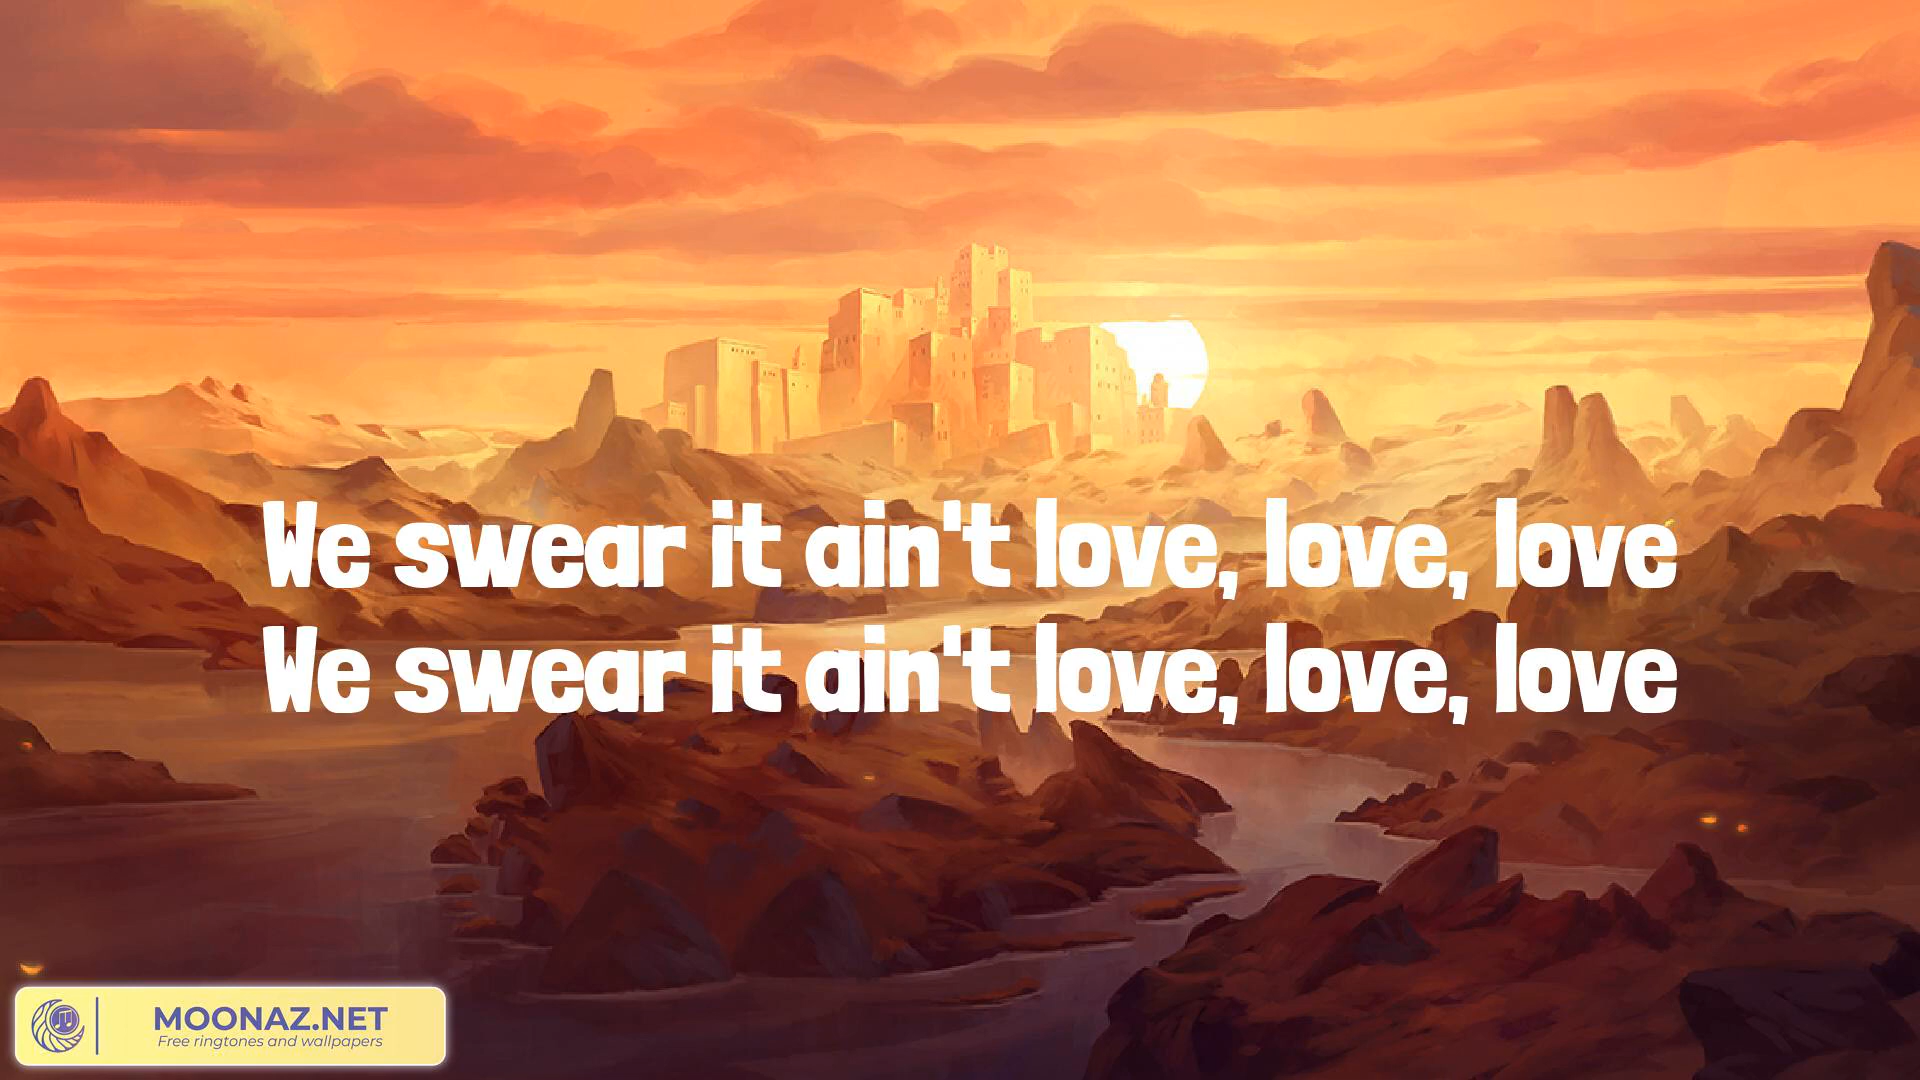 We swear it ain't love, love, love
We swear it ain't love, love, love
MOONAZ.NET
Free ringtones and wallpapers